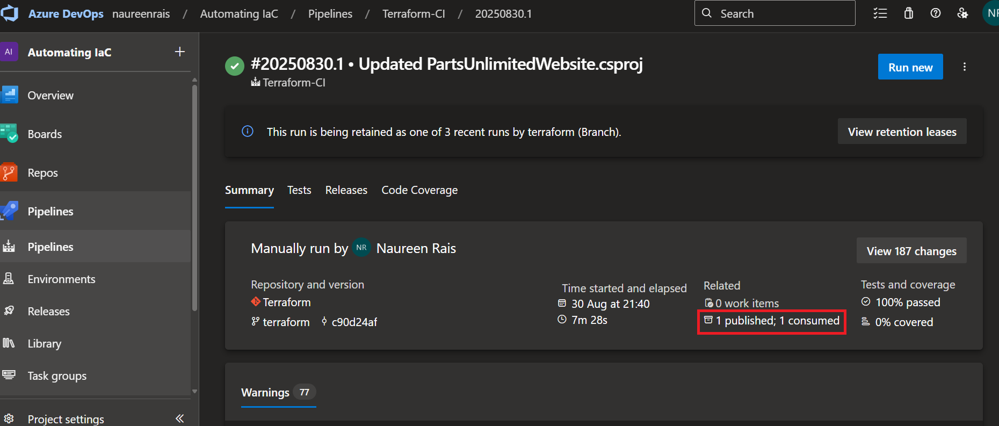 Azure DevOps naureenrais / Automating IaC / Pipelines / Terraform-CI / 20250830.1
Search
NR
AI Automating IaC
Overview
Boards
Repos
Pipelines
Pipelines
Environments
Releases
Library
Task groups
Project settings
#20250830.1 • Updated PartsUnlimitedWebsite.csproj
Terraform-CI
Run new
This run is being retained as one of 3 recent runs by terraform (Branch).
View retention leases
Summary Tests Releases Code Coverage
Manually run by NR Naureen Rais
View 187 changes
Repository and version
Terraform
terraform c90d24af
Time started and elapsed
30 Aug at 21:40
7m 28s
Related
0 work items
1 published; 1 consumed
Tests and coverage
100% passed
0% covered
Warnings 77